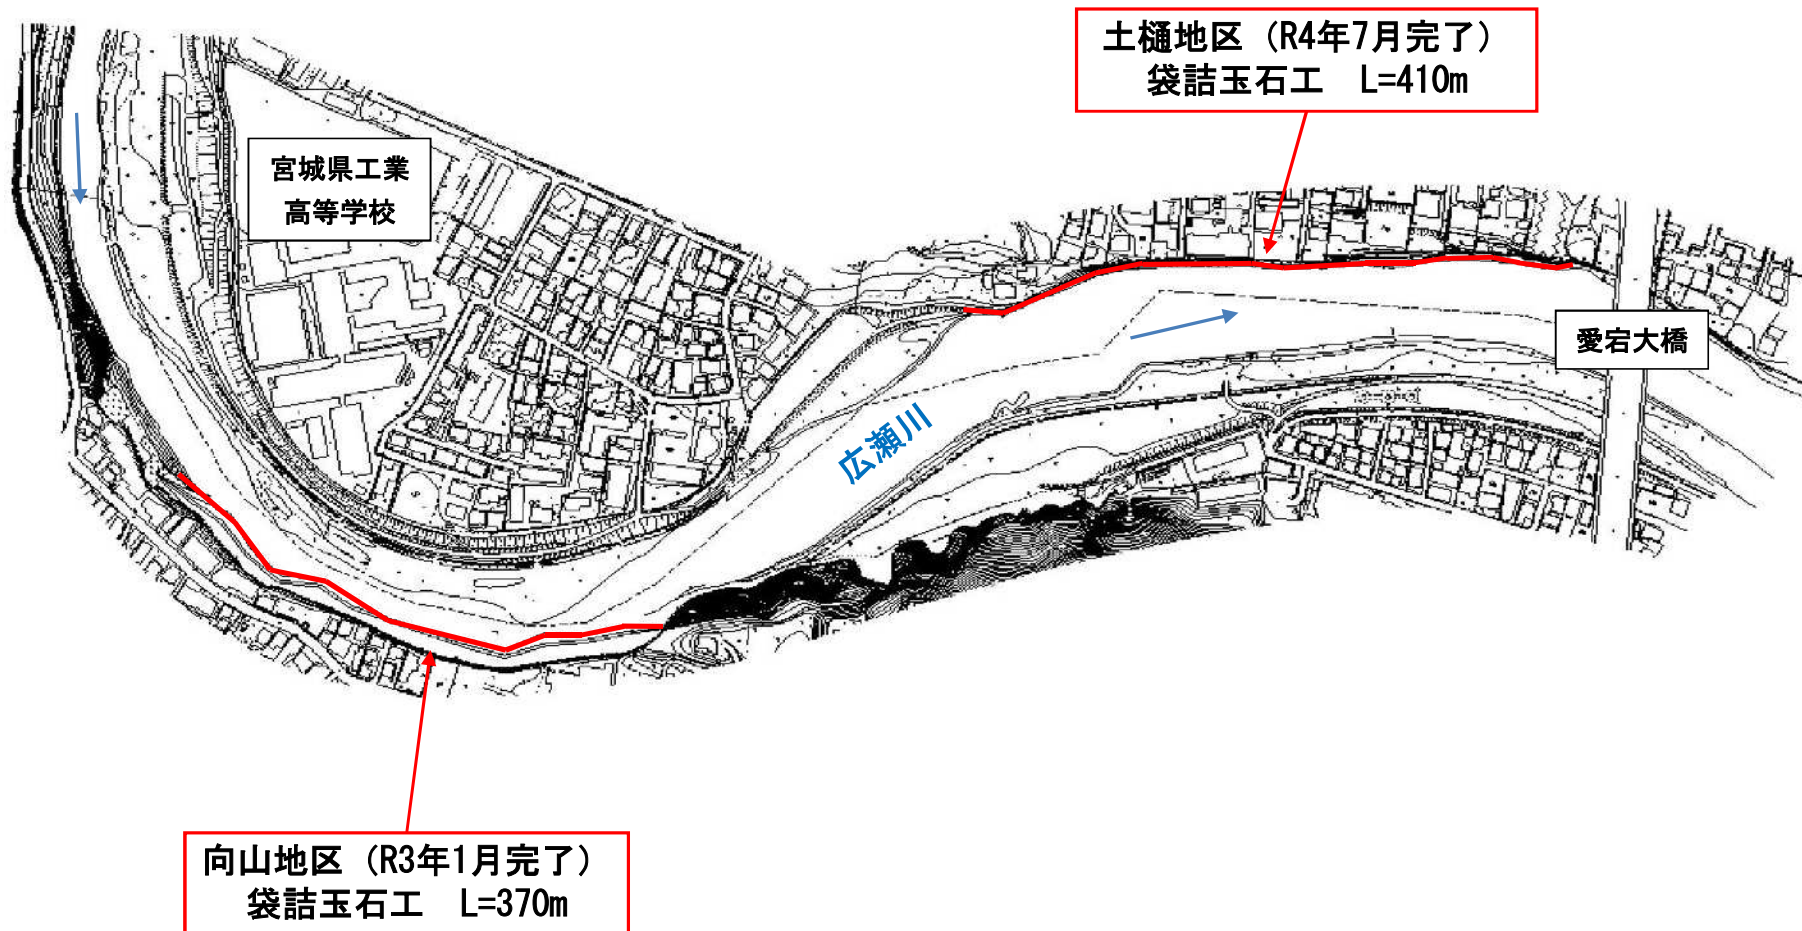 土樋地区（R4年7月完了）
袋詰玉石工　L=410m
宮城県工業
高等学校
愛宕大橋
広瀬川
向山地区（R3年1月完了）
袋詰玉石工　L=370m